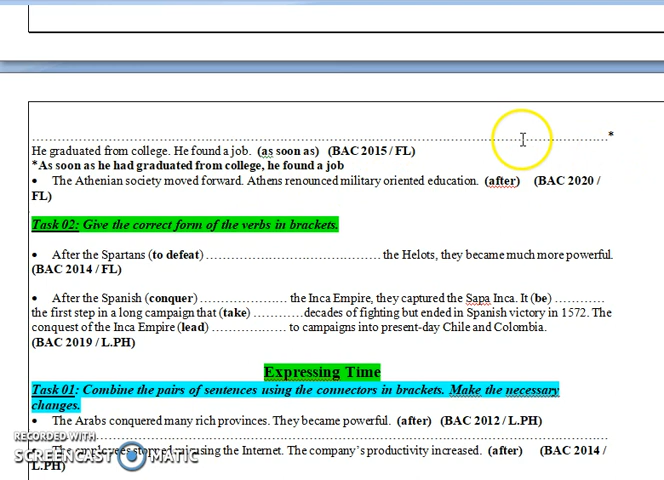 ……………………………………………………………………………………………………*
He graduated from college. He found a job. (as soon as) (BAC 2015 / FL)
*As soon as he had graduated from college, he found a job
• The Athenian society moved forward. Athens renounced military oriented education. (after) (BAC 2020 /
FL)
Task 02: Give the correct form of the verbs in brackets.
• After the Spartans (to defeat) …………………………………… the Helots, they became much more powerful.
(BAC 2014 / FL)
• After the Spanish (conquer) ………………… the Inca Empire, they captured the Sapa Inca. It (be) …………
the first step in a long campaign that (take) …………decades of fighting but ended in Spanish victory in 1572. The
conquest of the Inca Empire (lead) ……………… to campaigns into present-day Chile and Colombia.
(BAC 2019 / L.PH)
Expressing Time
Task 01: Combine the pairs of sentences using the connectors in brackets. Make the necessary
changes.
• The Arabs conquered many rich provinces. They became powerful. (after) (BAC 2012 / L.PH)
RECORDED WITH
The employees stopped misusing the Internet. The company's productivity increased. (after) (BAC 2014 /
SCREENCAST MATIC
L.PH)